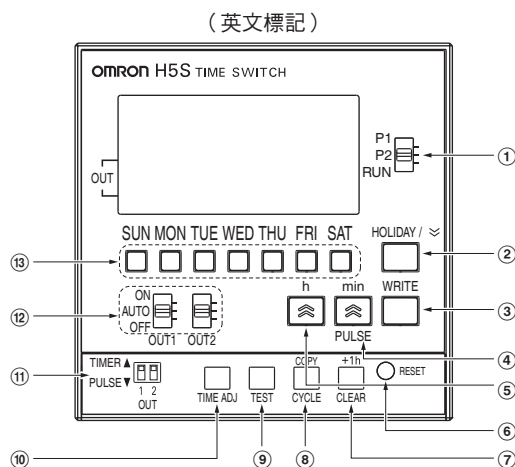 （英文標記）
OMRON H5S TIME SWITCH
P1
P2
RUN
①
OUT
SUN MON TUE WED THU FRI SAT
HOLIDAY /
②
⑬
h
min
WRITE
③
ON
AUTO
OFF
⑫
OUT1
OUT2
PULSE
④
TIMER▲
PULSE▼
⑪
1 2
OUT
TIME ADJ
TEST
COPY
CYCLE
+1h
CLEAR
RESET
⑤
⑥
⑩
⑨
⑧
⑦